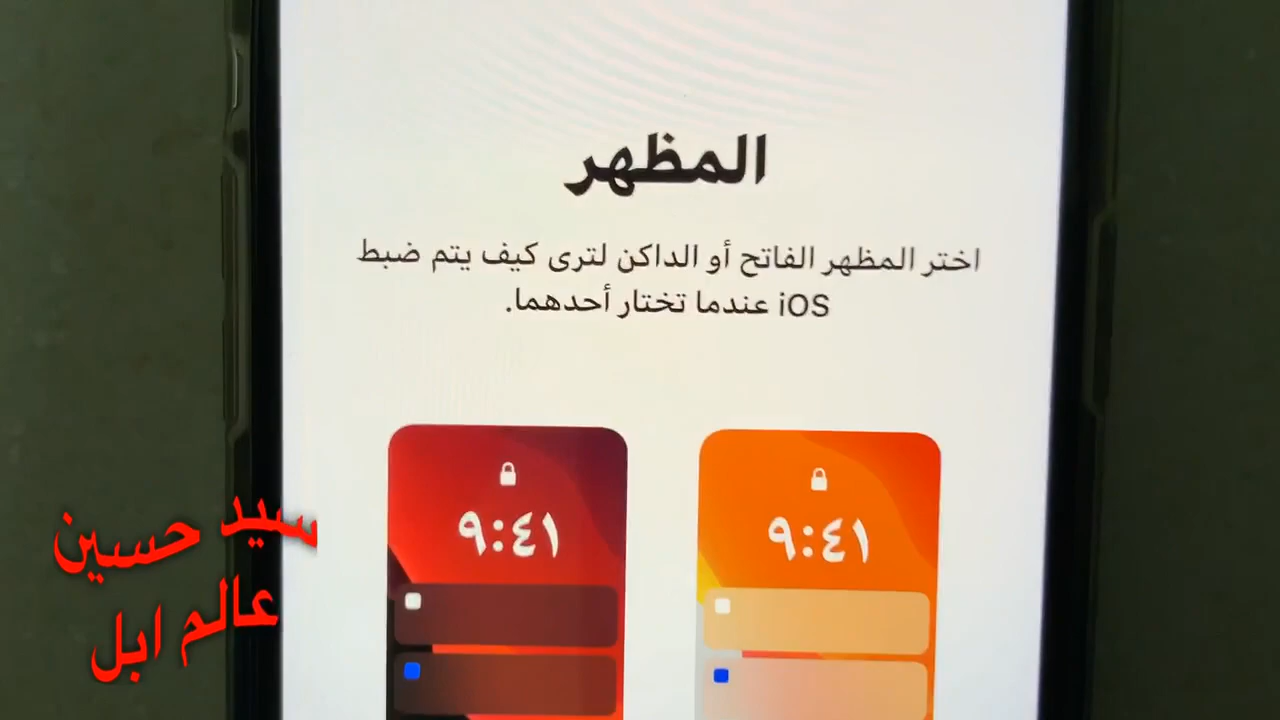 المظهر
اختر المظهر الفاتح أو الداكن لترى كيف يتم ضبط
iOS عندما تختار أحدهما.
٩:٤١
٩:٤١
سيد حسين
عالم ابل